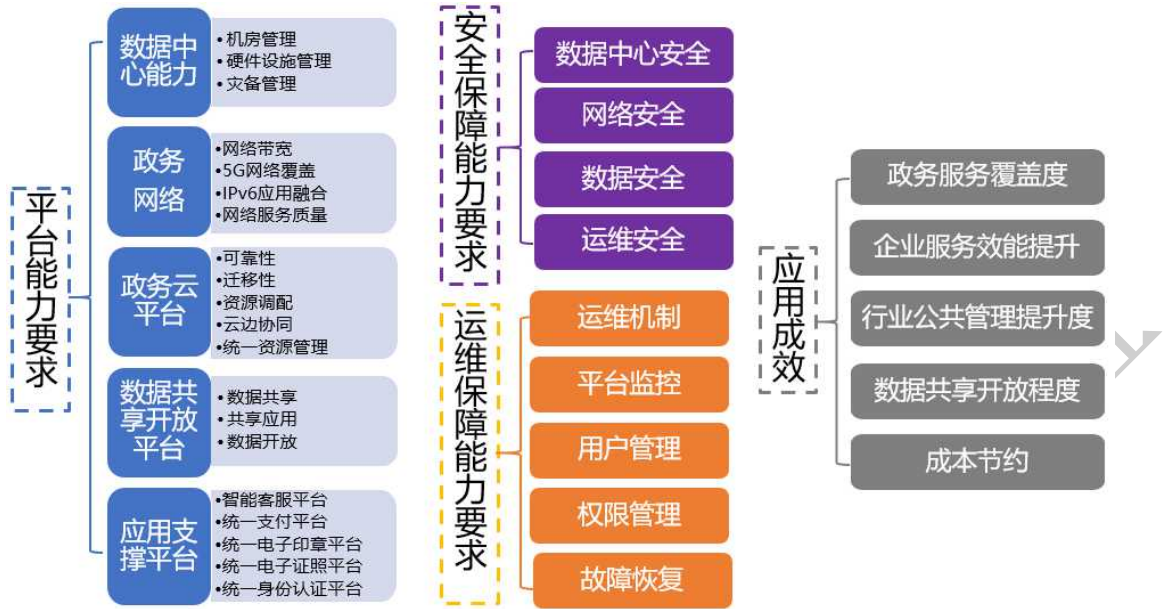 平台能力要求
数据中
心能力
•机房管理
•硬件设施管理
•灾备管理
政务
网络
•网络带宽
•5G网络覆盖
•IPv6应用融合
•网络服务质量
政务云
平台
•可靠性
•迁移性
•资源调配
•云边协同
•统一资源管理
数据共
享开放
平台
•数据共享
•共享应用
•数据开放
应用支
撑平台
•智能客服平台
•统一支付平台
•统一电子印章平台
•统一电子证照平台
•统一身份认证平台
安全保障能力要求
数据中心安全
网络安全
数据安全
运维安全
运维保障能力要求
运维机制
平台监控
用户管理
权限管理
故障恢复
应用成效
政务服务覆盖度
企业服务效能提升
行业公共管理提升度
数据共享开放程度
成本节约